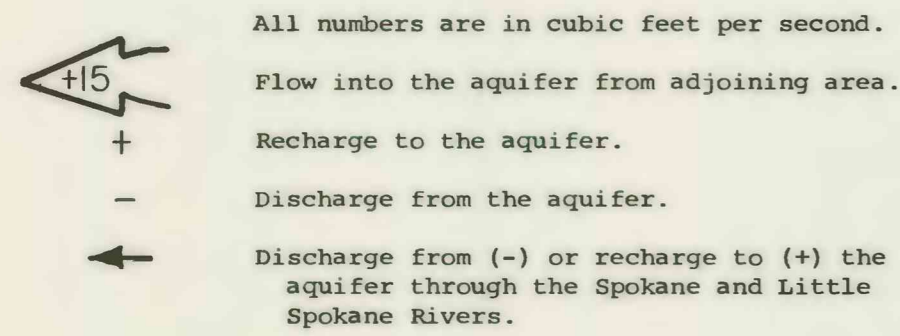 All numbers are in cubic feet per second.
+15 Flow into the aquifer from adjoining area.
+ Recharge to the aquifer.
- Discharge from the aquifer.
Discharge from (-) or recharge to (+) the
aquifer through the Spokane and Little
Spokane Rivers.